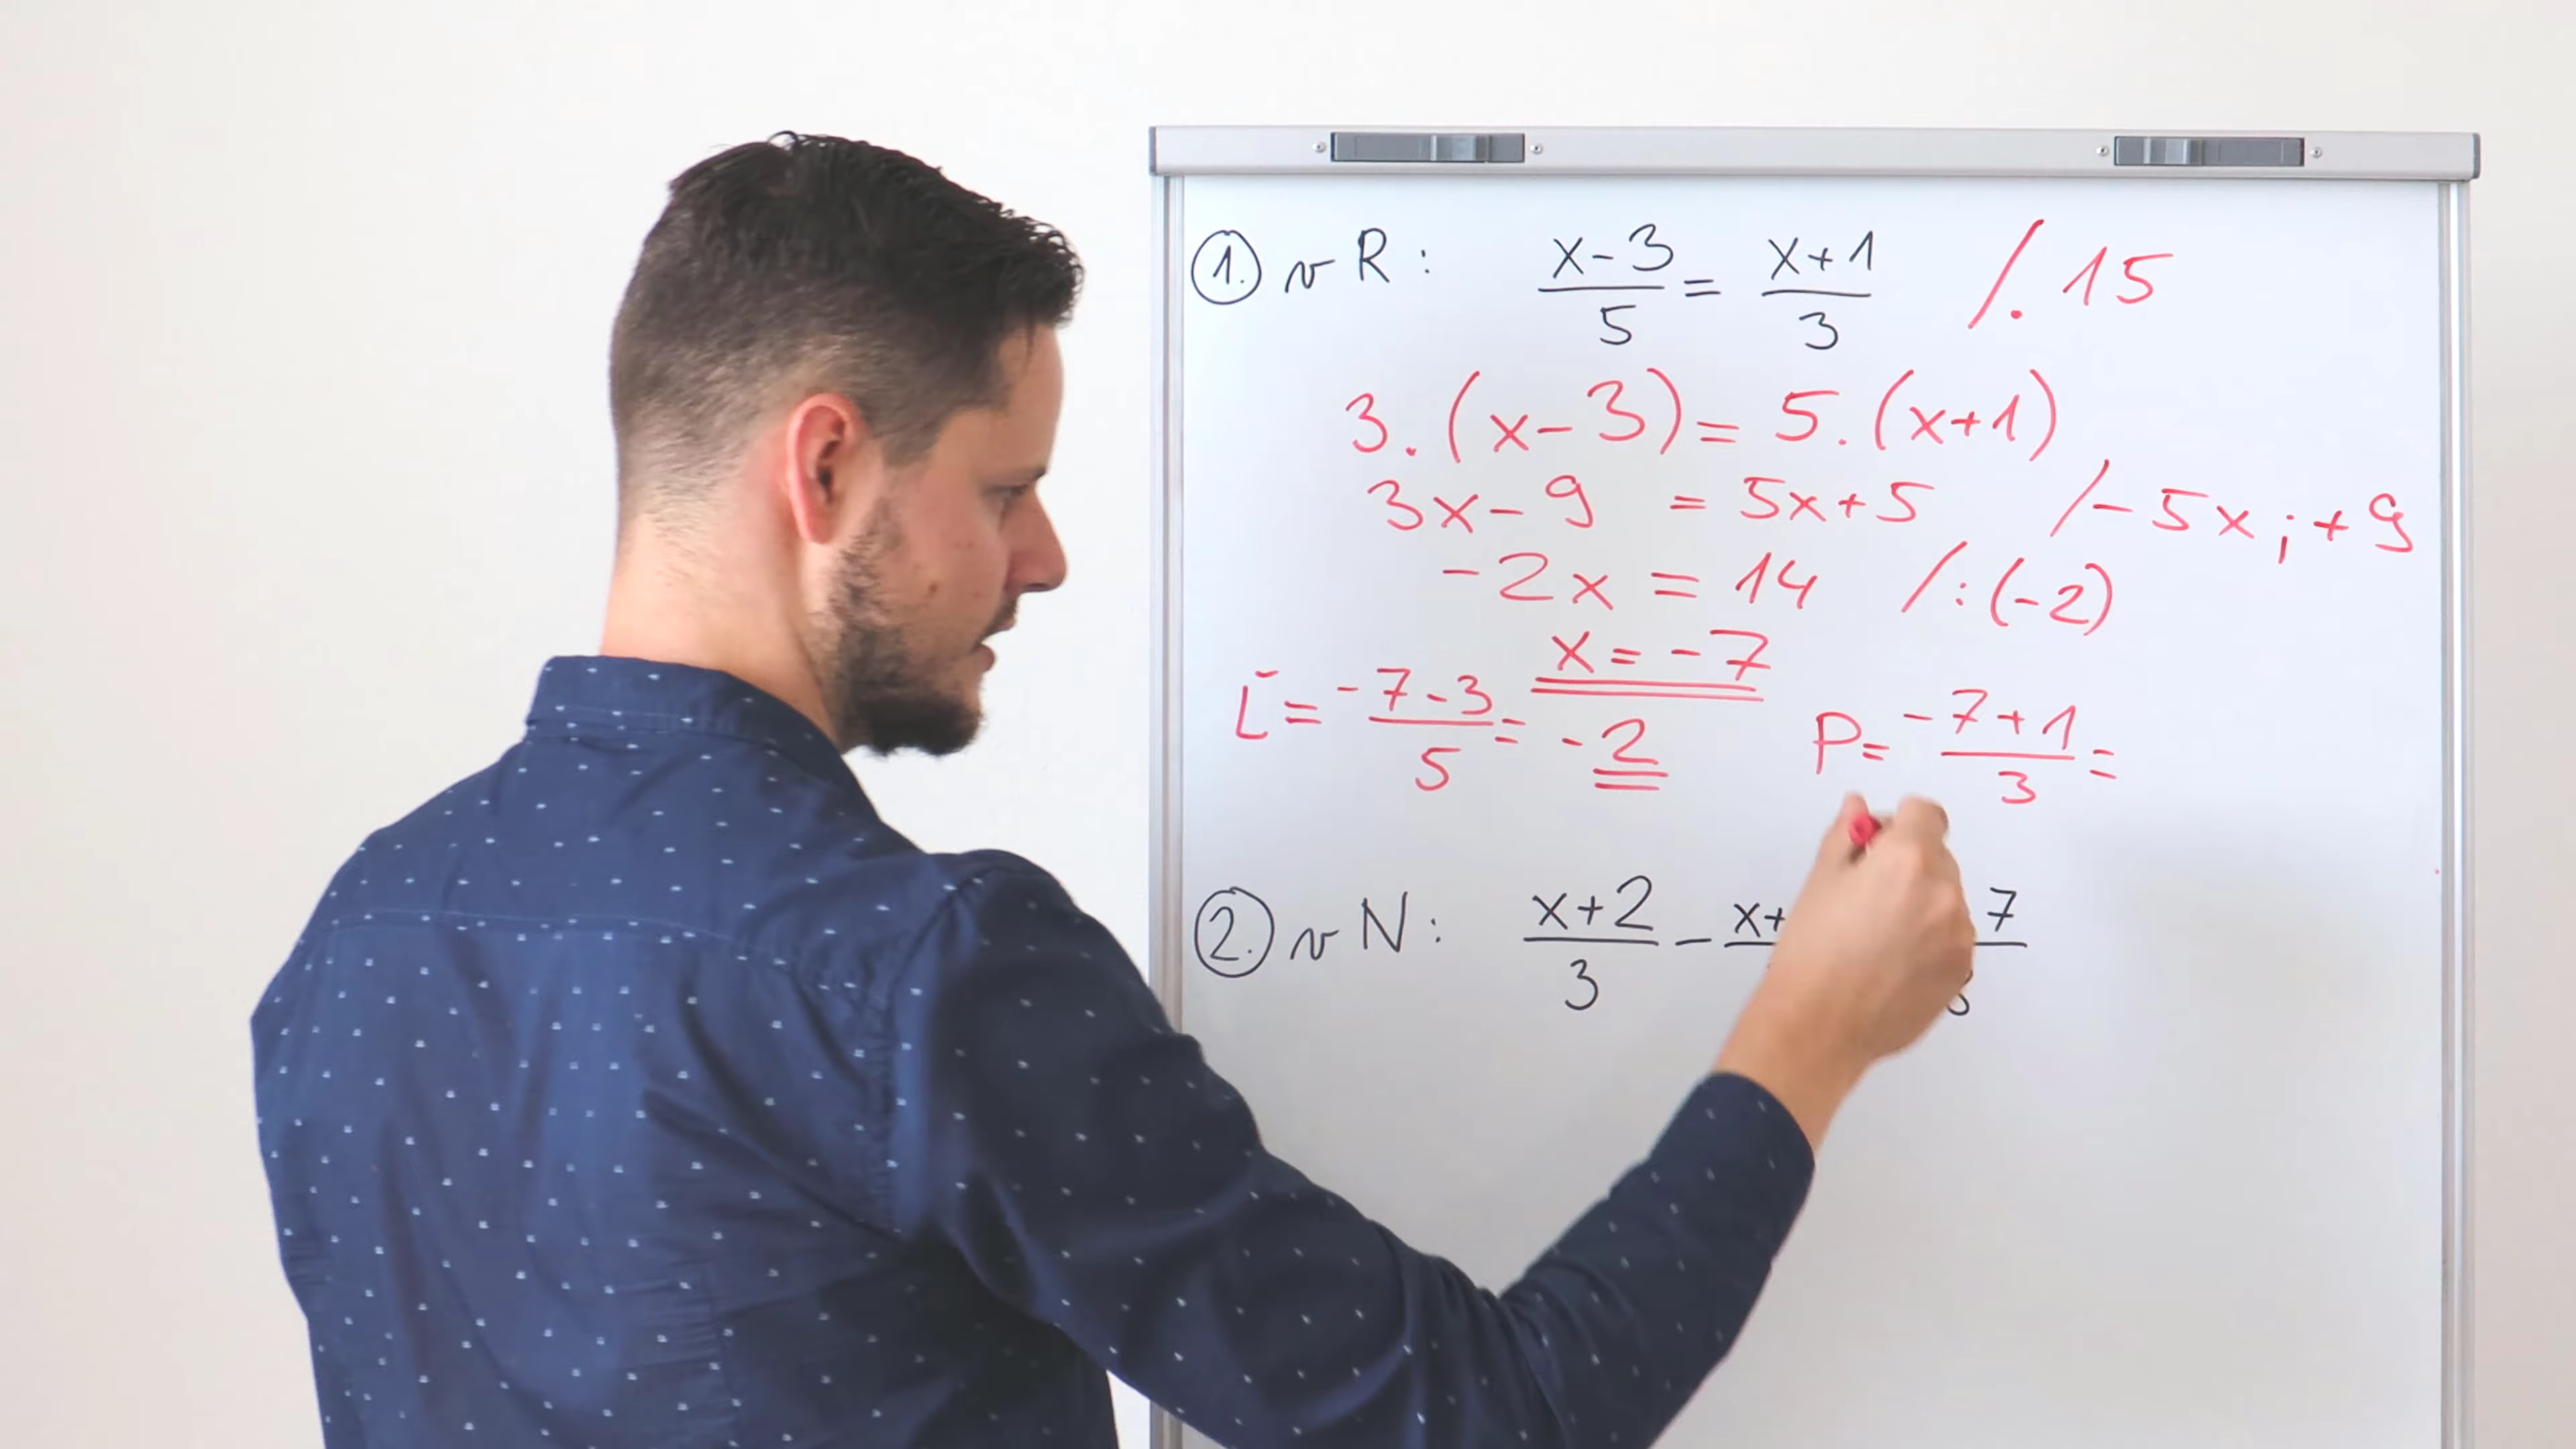 1. v R: x-3/5 = x+1/3 /. 15
3.(x-3) = 5.(x+1)
3x-9 = 5x+5 /-5x;+9
-2x = 14 /:(-2)
x = -7
Ľ = -7-3/5 = -2 P = -7+1/3 =
2. v N: x+2/3 - x+ 7